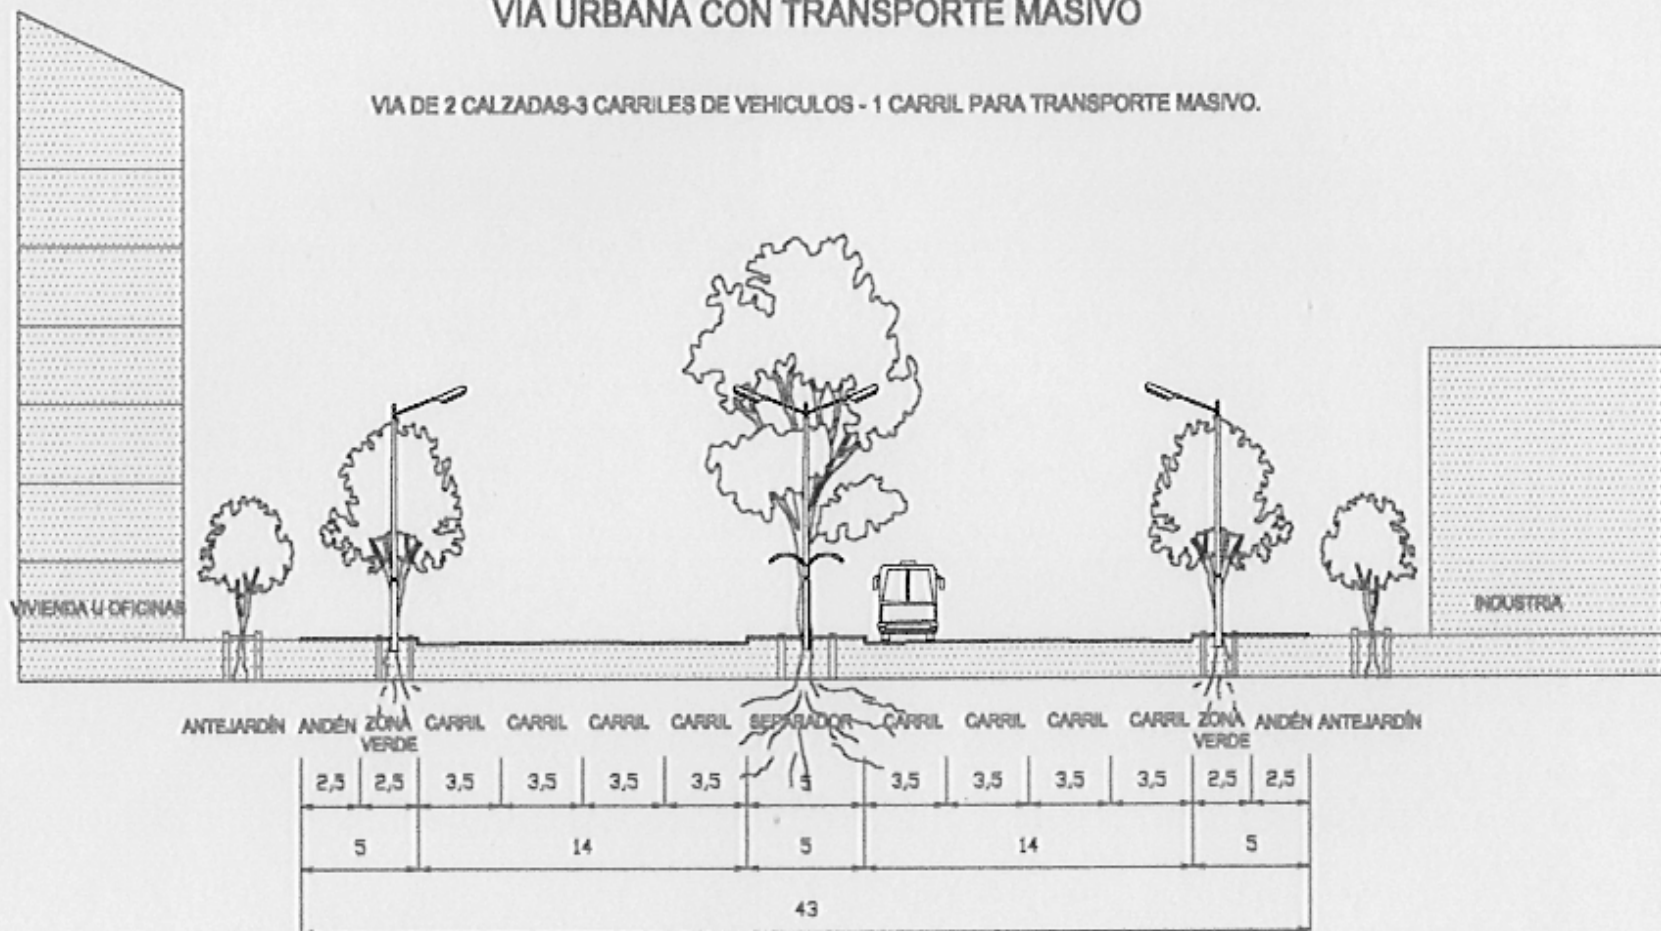 VIA URBANA CON TRANSPORTE MASIVO
VIA DE 2 CALZADAS-3 CARRILES DE VEHICULOS - 1 CARRIL PARA TRANSPORTE MASIVO.
VIVIENDA U OFICINAS
INDUSTRIA
ANTEJARDÍN ANDÉN ZONA VERDE CARRIL CARRIL CARRIL CARRIL SEPARADOR CARRIL CARRIL CARRIL CARRIL ZONA VERDE ANDÉN ANTEJARDÍN
2,5 2,5 3,5 3,5 3,5 3,5 5 3,5 3,5 3,5 3,5 2,5 2,5
5 14 5 14 5
43